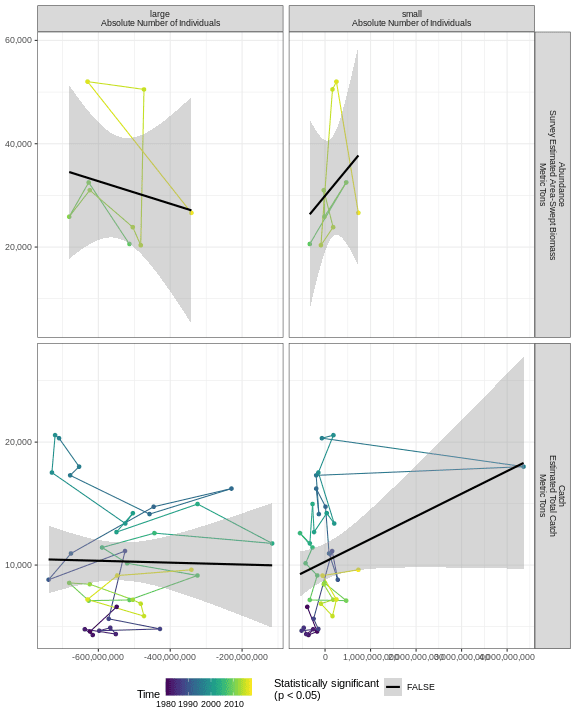 large
Absolute Number of Individuals
small
Absolute Number of Individuals
60,000
40,000
20,000
Abundance
Survey Estimated Area-Swept Biomass
Metric Tons
20,000
10,000
Catch
Estimated Total Catch
Metric Tons
-600,000,000
-400,000,000
-200,000,000
0
1,000,000,000
2,000,000,000
3,000,000,000
4,000,000,000
Time
1980 1990 2000 2010
Statistically significant
(p < 0.05)
FALSE